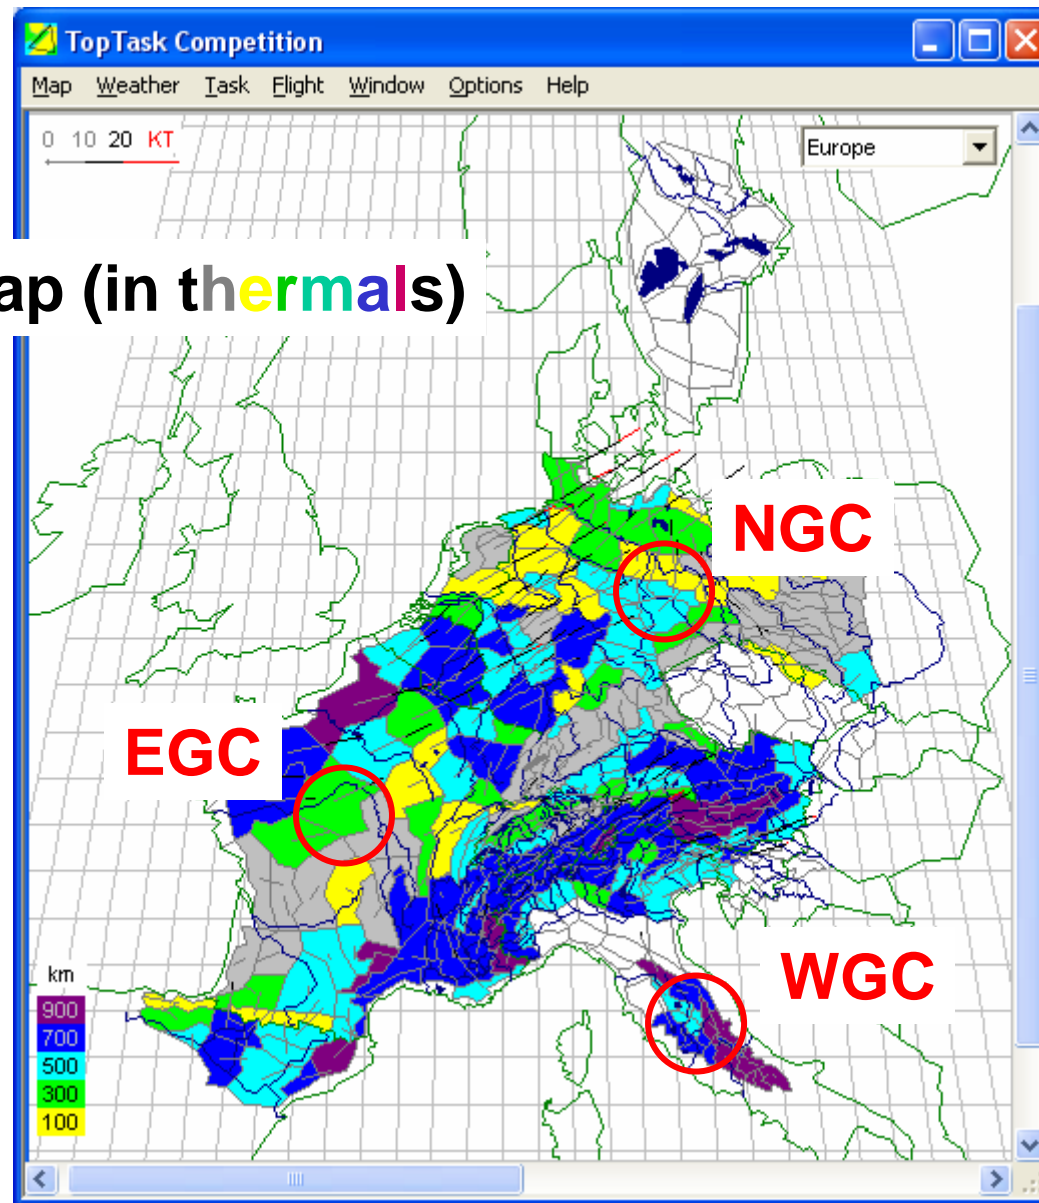 TopTask Competition
Map Weather Task Flight Window Options Help
0 10 20 KT
Europe
ap (in thermals)
NGC
EGC
WGC
km
900
700
500
300
100